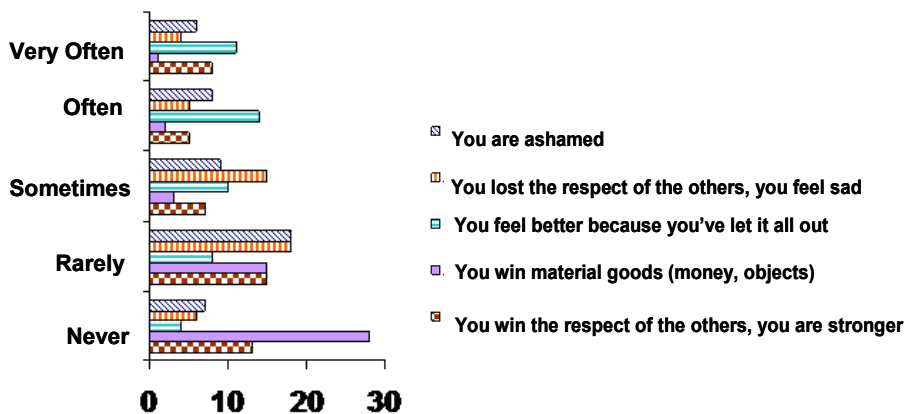 Very Often
Often
Sometimes
Rarely
Never
0 10 20 30
You are ashamed
You lost the respect of the others, you feel sad
You feel better because you’ve let it all out
You win material goods (money, objects)
You win the respect of the others, you are stronger